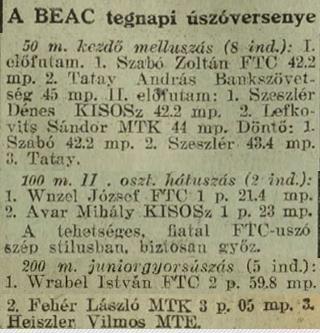 A BEAC tegnapi úszóversenye
50 m. kezdő melluszás (8 ind.): I.
előfutam. 1. Szabó Zoltán FTC 42.2
mp. 2. Tatay András Bankszövet-
ség 45 mp. II. előfutam: 1. Szeszlér
Dénes KISOSz 42.2 mp. 2. Lefko-
vits Sándor MTK 44 mp. Döntő: 1.
Szabó 42.2 mp. 2. Szeszlér 43.4 mp.
3. Tatay.
100 m. II. oszt. hátuszás (2 ind.):
1. Wnzel József FTC 1 p. 21.4 mp.
2. Avar Mihály KISOSz 1 p. 23 mp.
A tehetséges, fiatal FTC-uszó
szép stílusban, biztosan győz.
200 m. juniorgyorsúszás (5 ind.):
1. Wrabel István FTC 2 p. 59.8 mp.
2. Fehér László MTK 3 p. 05 mp. 3.
Heiszler Vilmos MTE.